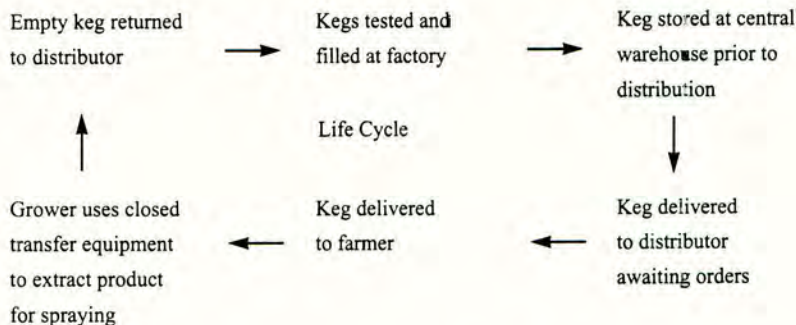 Empty keg returned
to distributor
Kegs tested and
filled at factory
Keg stored at central
warehouse prior to
distribution
Life Cycle
Grower uses closed
transfer equipment
to extract product
for spraying
Keg delivered
to farmer
Keg delivered
to distributor
awaiting orders